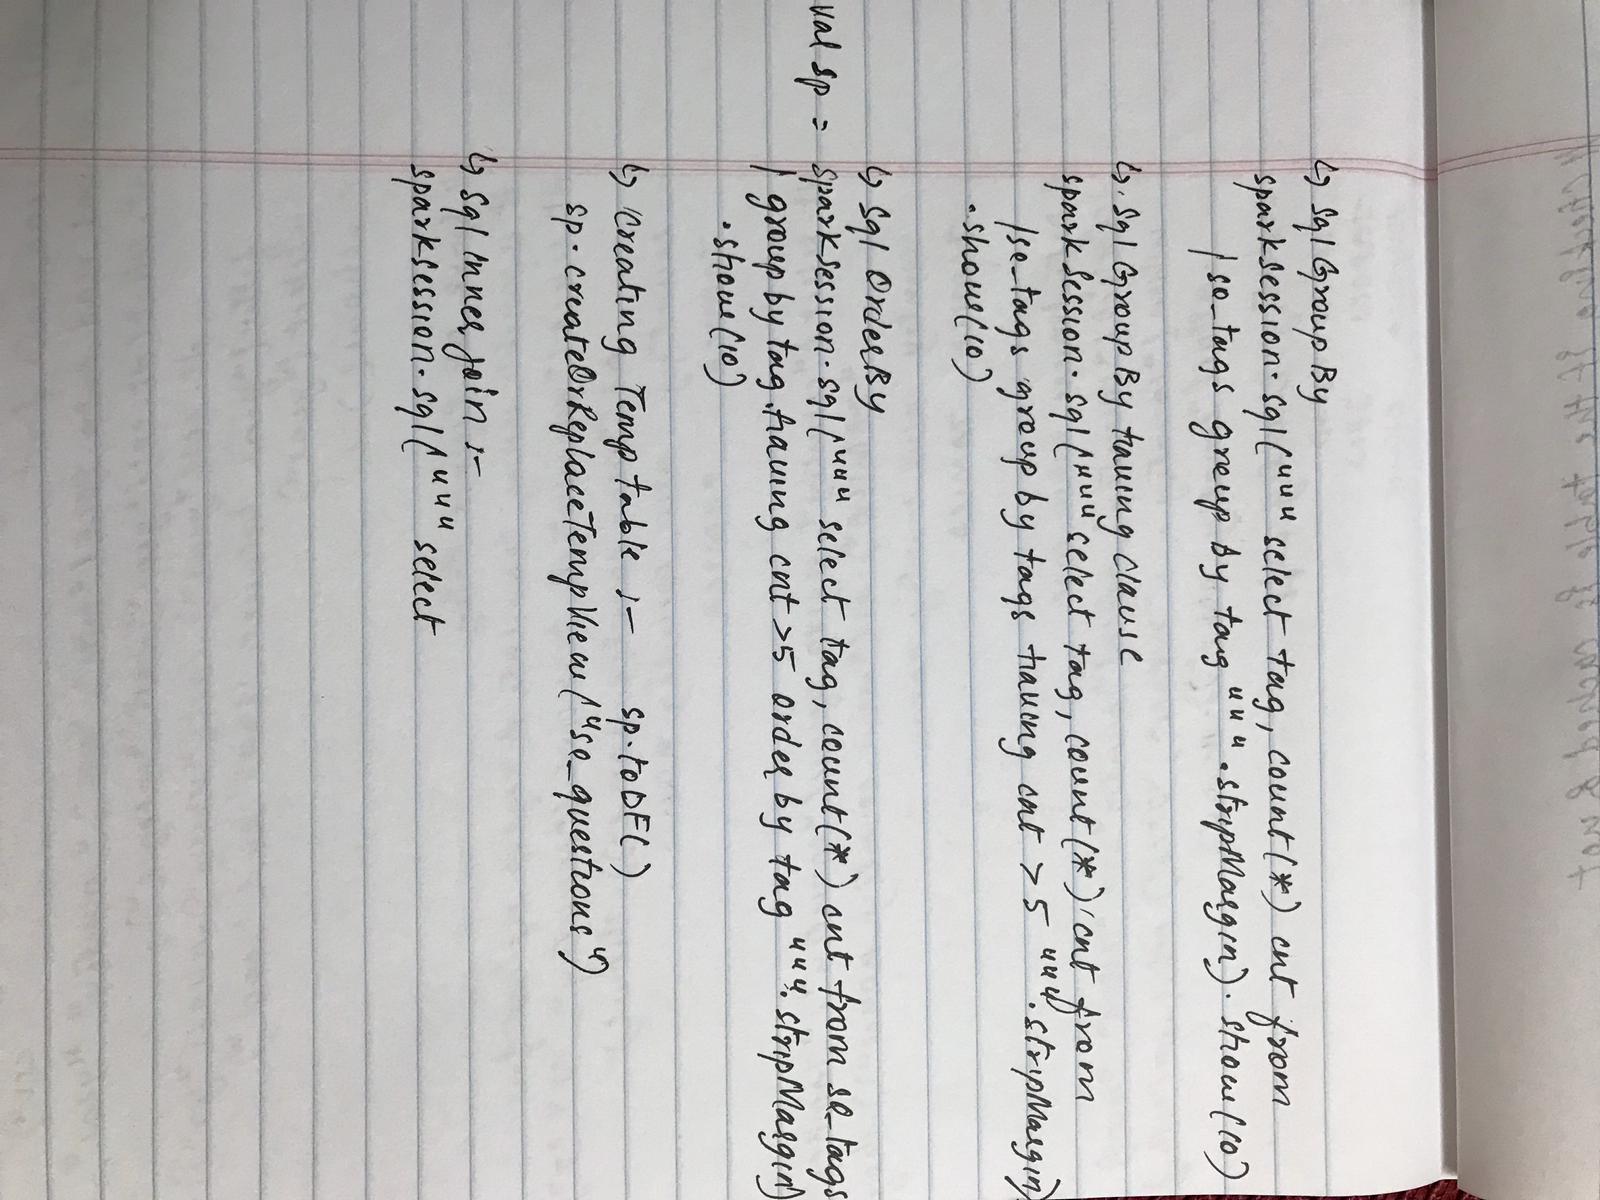 ↳ Sql Group By
sparksession.sql(""" select tag, count(*) cnt from
| so_tags group by tag """.stripMargin).show(10)
↳ .Sql Group By having clause
sparkSession.sql("""select tag, count(*) cnt from
|so_tags group by tags having cnt > 5 """.stripMargin)
.show(10)
↳ Sql Order By
val sp = sparkSession.sql(""" select tag, count(*) cnt from so_tags
| group by tag having cnt >5 order by tag """.stripMargin)
.show(10)
↳ Creating Temp table :- sp.toDF()
sp.createOrReplaceTempView("so_questions")
↳ Sql Inner join :-
sparksession.sql(""" select